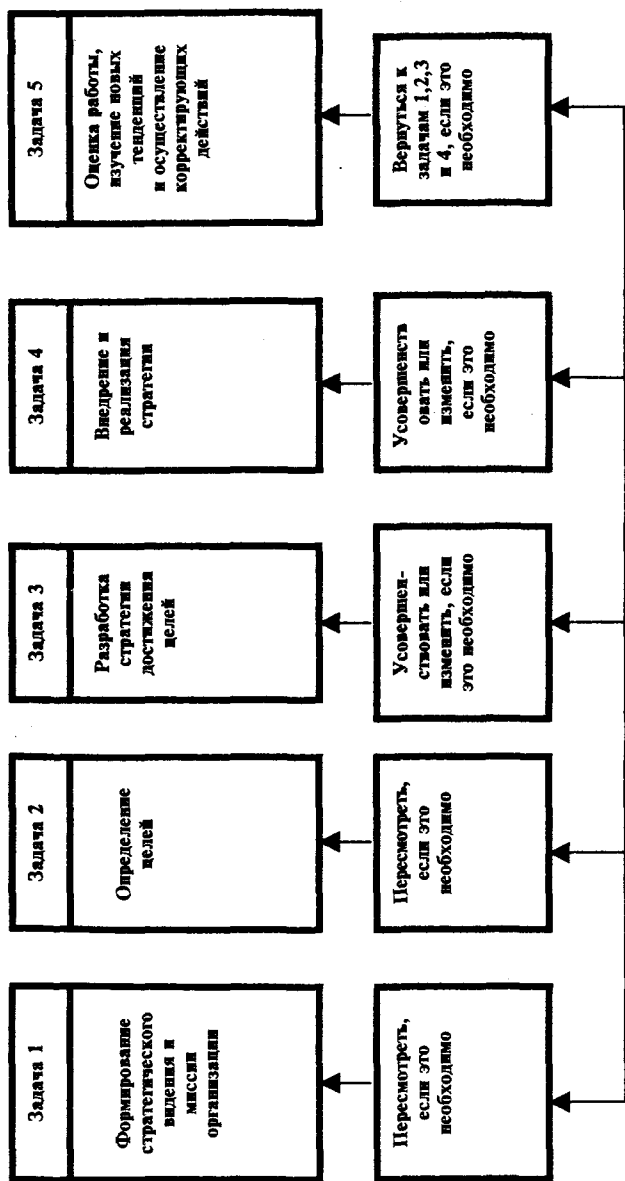 Задача 1
Формирование
стратегического
видения и
миссии
организации
Пересмотреть,
если это
необходимо
Задача 2
Определение
целей
Пересмотреть,
если это
необходимо
Задача 3
Разработка
стратегии
достижения
целей
Усовершен-
ствовать или
изменить, если
это необходимо
Задача 4
Внедрение и
реализация
стратегии
Усовершенств
овать или
изменить,
если это
необходимо
Задача 5
Оценка работы,
изучение новых
тенденций
и осуществление
корректирующих
действий
Вернуться к
задачам 1,2,3
и 4, если это
необходимо